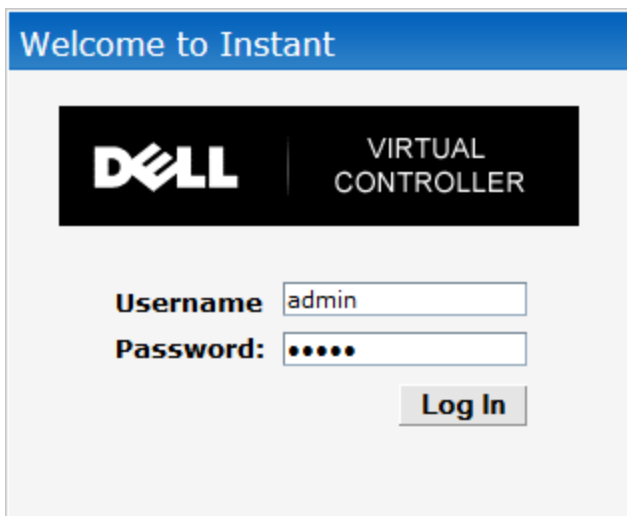 Welcome to Instant
DELL
VIRTUAL
CONTROLLER
Username
admin
Password:
•••••
Log In